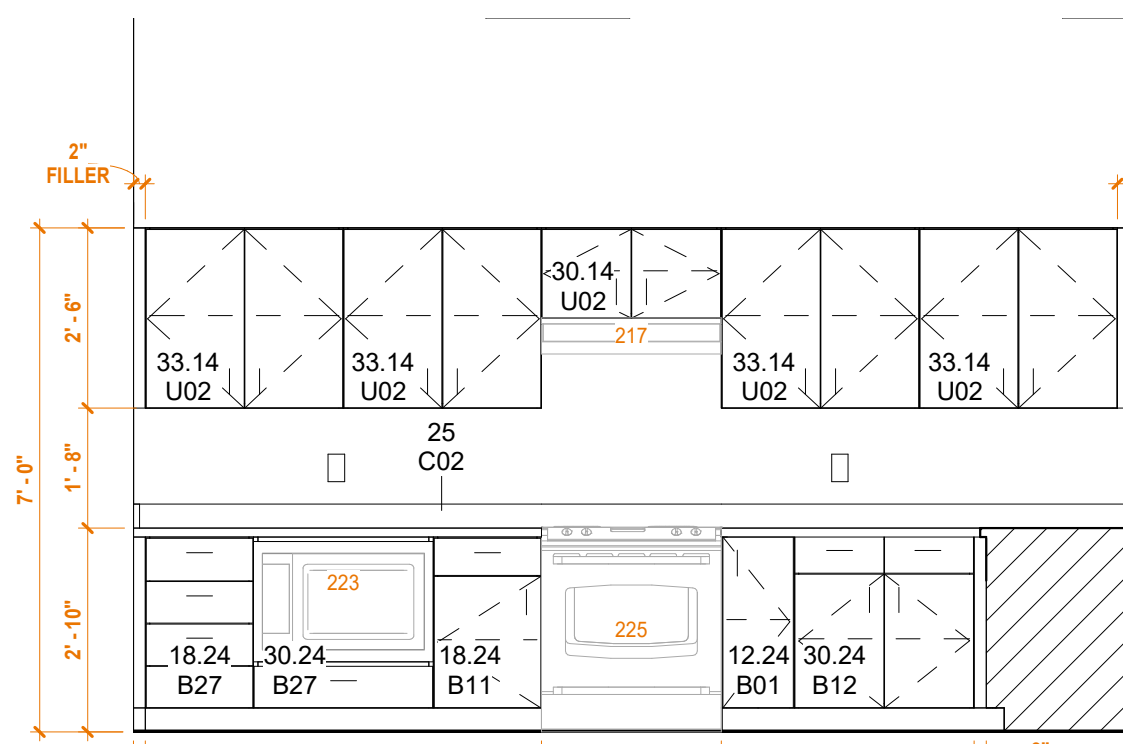 2"
FILLER
30.14
U02
217
2' - 6"
33.14
U02
33.14
U02
33.14
U02
33.14
U02
25
C02
7' - 0"
1' - 8"
223
225
2' - 10"
18.24
B27
30.24
B27
18.24
B11
12.24
B01
30.24
B12